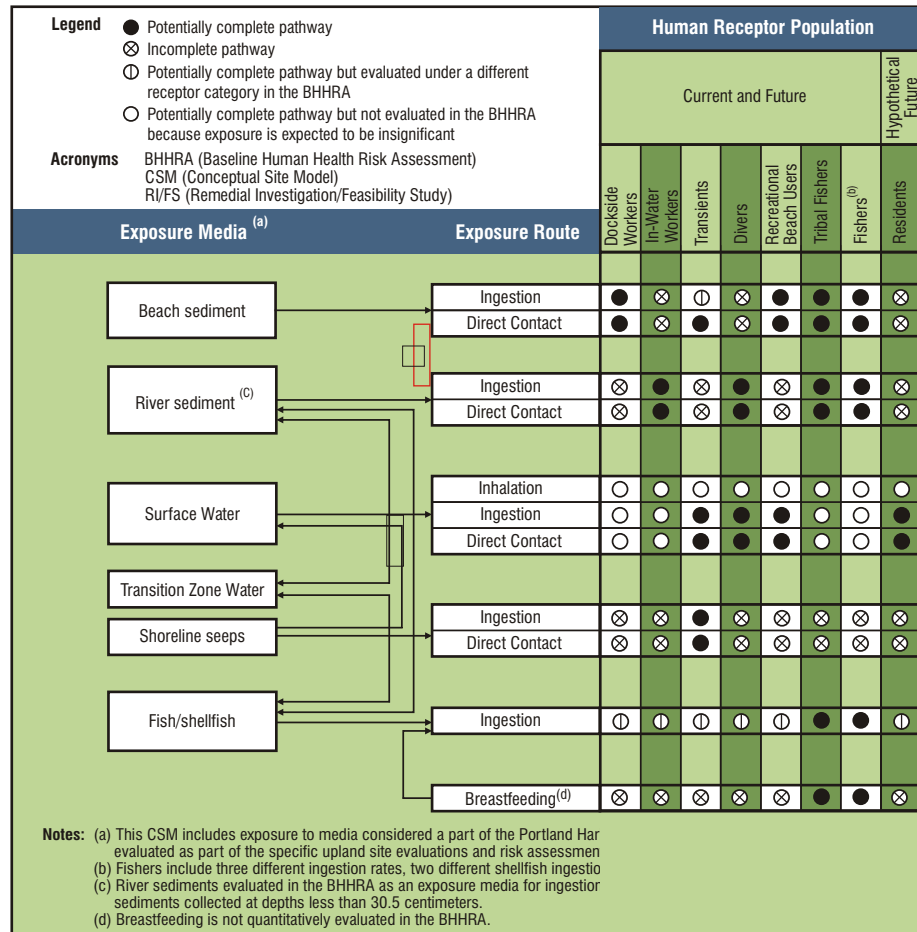 Legend
Potentially complete pathway
Incomplete pathway
Potentially complete pathway but evaluated under a different
receptor category in the BHHRA
Potentially complete pathway but not evaluated in the BHHRA
because exposure is expected to be insignificant
Acronyms BHHRA (Baseline Human Health Risk Assessment)
CSM (Conceptual Site Model)
RI/FS (Remedial Investigation/Feasibility Study)
Human Receptor Population
Current and Future
Hypothetical
Future
Exposure Media (a)
Exposure Route
Dockside
Workers
In-Water
Workers
Transients
Divers
Recreational
Beach Users
Tribal Fishers
Fishers(b)
Residents
Beach sediment
Ingestion
Direct Contact
River sediment (C)
Ingestion
Direct Contact
Surface Water
Inhalation
Ingestion
Direct Contact
Transition Zone Water
Shoreline seeps
Ingestion
Direct Contact
Fish/shellfish
Ingestion
Breastfeeding(d)
Notes: (a) This CSM includes exposure to media considered a part of the Portland Har
evaluated as part of the specific upland site evaluations and risk assessmen
(b) Fishers include three different ingestion rates, two different shellfish ingestio
(c) River sediments evaluated in the BHHRA as an exposure media for ingestion
sediments collected at depths less than 30.5 centimeters.
(d) Breastfeeding is not quantitatively evaluated in the BHHRA.